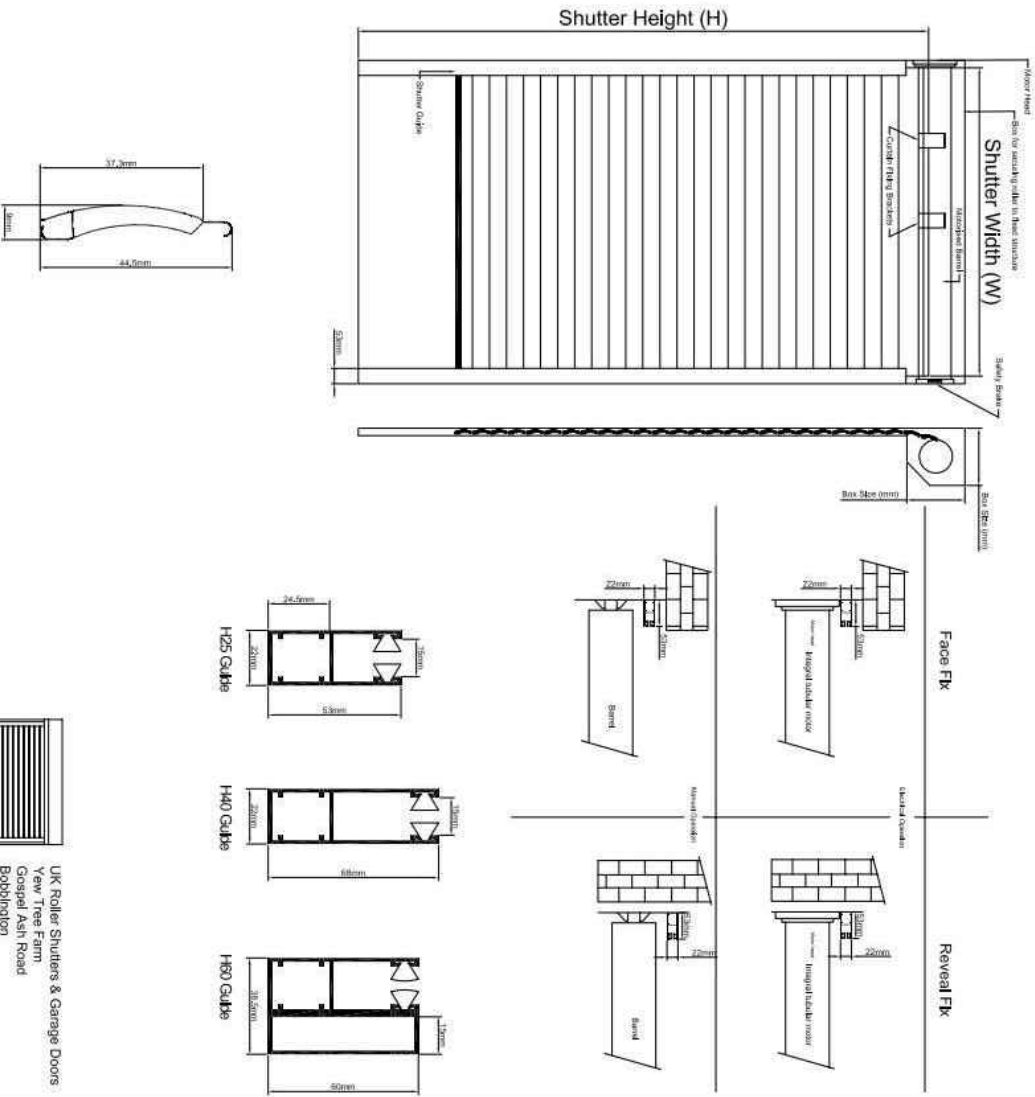 Shutter Height (H)
Motor Head
Box for securing roller to head structure
Shutter Width (W)
Motorised Barrel
Curtain Fixing Brackets
Safety Brake
Shutter Guide
53mm
37,3mm
9mm
44,5mm
Box Size (mm)
Box Size (mm)
Face Fix
Reveal Fix
Electrical Operation
Manual Operation
22mm
53mm
Integral tubular motor
22mm
53mm
Barrel
53mm
22mm
Integral tubular motor
53mm
22mm
Barrel
24.5mm
22mm
15mm
53mm
H25 Guide
22mm
15mm
68mm
H40 Guide
38.5mm
15mm
60mm
H60 Guide
UK Roller Shutters & Garage Doors
Yew Tree Farm
Gospel Ash Road
Bobbington